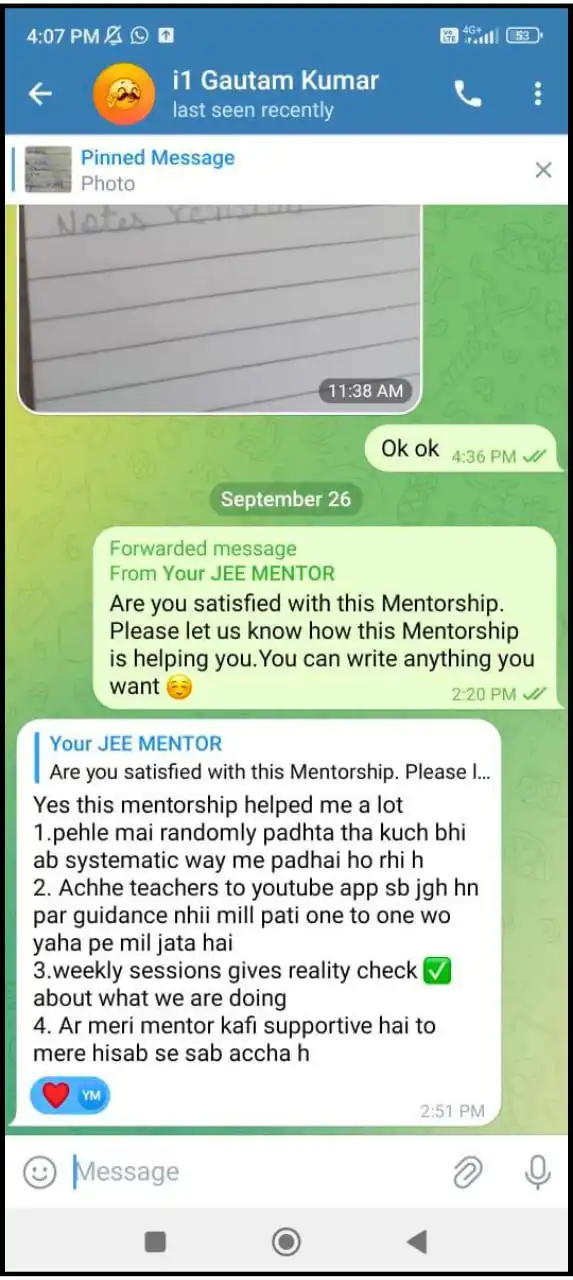 4:07 PM
4G+
Vo
LTE
53
i1 Gautam Kumar
last seen recently
Pinned Message
Photo
Notes revision
11:38 AM
Ok ok 4:36 PM
September 26
Forwarded message
From Your JEE MENTOR
Are you satisfied with this Mentorship.
Please let us know how this Mentorship
is helping you.You can write anything you
want ☺️
2:20 PM
Your JEE MENTOR
Are you satisfied with this Mentorship. Please l...
Yes this mentorship helped me a lot
1.pehle mai randomly padhta tha kuch bhi
ab systematic way me padhai ho rhi h
2. Achhe teachers to youtube app sb jgh hn
par guidance nhii mill pati one to one wo
yaha pe mil jata hai
3.weekly sessions gives reality check ✅
about what we are doing
4. Ar meri mentor kafi supportive hai to
mere hisab se sab accha h
❤️ YM
2:51 PM
Message